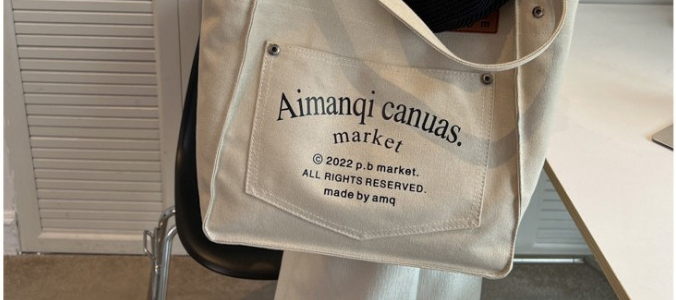 Aimanqi canuas.
market
© 2022 p.b market.
ALL RIGHTS RESERVED.
made by amq